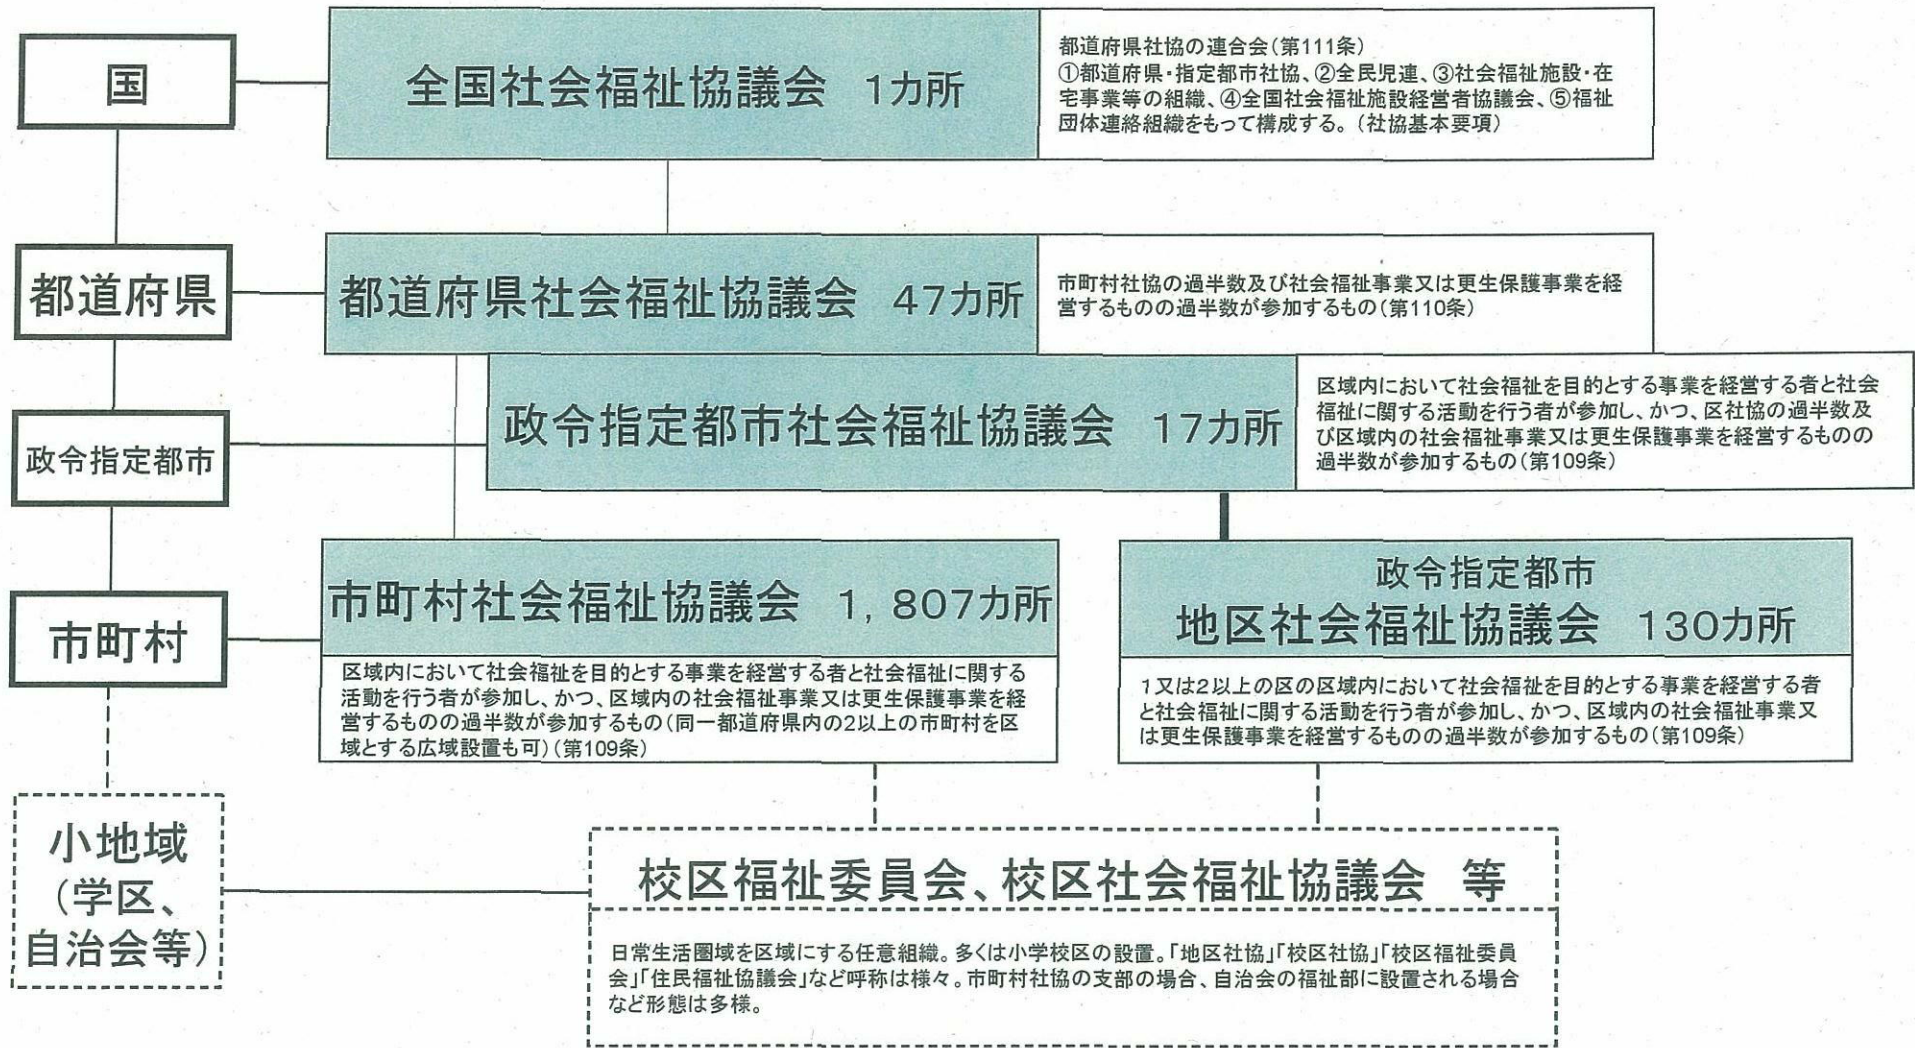 国
全国社会福祉協議会　1カ所
都道府県社協の連合会(第111条)
①都道府県・指定都市社協、②全民児連、③社会福祉施設・在
宅事業等の組織、④全国社会福祉施設経営者協議会、⑤福祉
団体連絡組織をもって構成する。(社協基本要項)
都道府県
都道府県社会福祉協議会　47カ所
市町村社協の過半数及び社会福祉事業又は更生保護事業を経
営するものの過半数が参加するもの(第110条)
政令指定都市
政令指定都市社会福祉協議会　17カ所
区域内において社会福祉を目的とする事業を経営する者と社会
福祉に関する活動を行う者が参加し、かつ、区社協の過半数及
び区域内の社会福祉事業又は更生保護事業を経営するものの
過半数が参加するもの(第109条)
市町村
市町村社会福祉協議会　1,807カ所
区域内において社会福祉を目的とする事業を経営する者と社会福祉に関する
活動を行う者が参加し、かつ、区域内の社会福祉事業又は更生保護事業を経
営するものの過半数が参加するもの(同一都道府県内の2以上の市町村を区
域とする広域設置も可)(第109条)
政令指定都市
地区社会福祉協議会　130カ所
1又は2以上の区の区域内において社会福祉を目的とする事業を経営する者
と社会福祉に関する活動を行う者が参加し、かつ、区域内の社会福祉事業又
は更生保護事業を経営するものの過半数が参加するもの(第109条)
小地域
(学区、
自治会等)
校区福祉委員会、校区社会福祉協議会　等
日常生活圏域を区域にする任意組織。多くは小学校区の設置。「地区社協」「校区社協」「校区福祉委員
会」「住民福祉協議会」など呼称は様々。市町村社協の支部の場合、自治会の福祉部に設置される場合
など形態は多様。